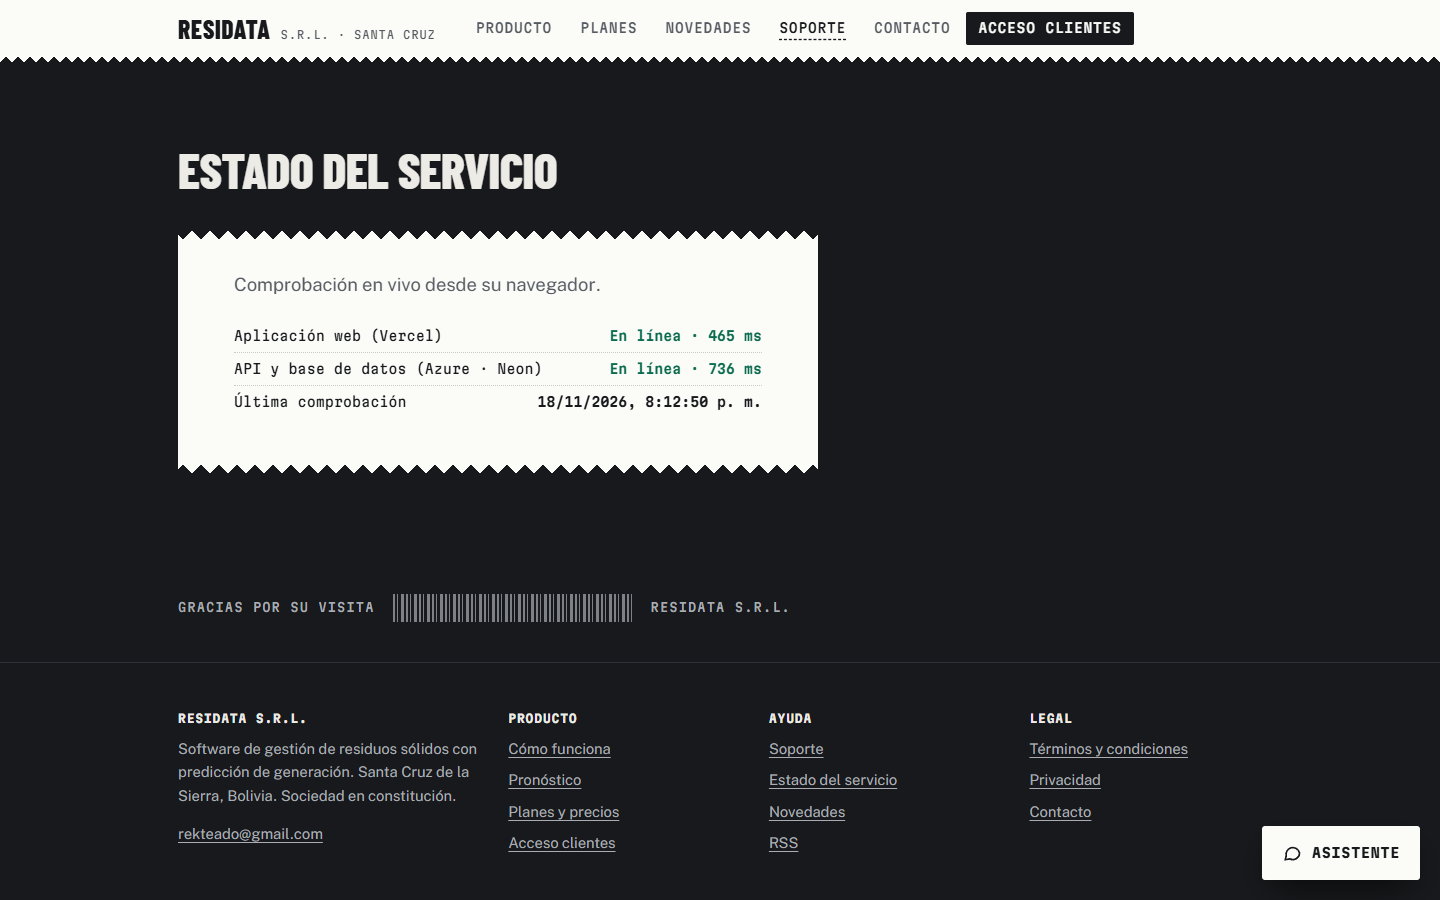 RESIDATA S.R.L. · SANTA CRUZ PRODUCTO PLANES NOVEDADES SOPORTE CONTACTO ACCESO CLIENTES
ESTADO DEL SERVICIO
Comprobación en vivo desde su navegador.
Aplicación web (Vercel) En línea · 465 ms
API y base de datos (Azure · Neon) En línea · 736 ms
Última comprobación 18/11/2026, 8:12:50 p. m.
GRACIAS POR SU VISITA RESIDATA S.R.L.
RESIDATA S.R.L.
Software de gestión de residuos sólidos con
predicción de generación. Santa Cruz de la
Sierra, Bolivia. Sociedad en constitución.
rekteado@gmail.com
PRODUCTO
Cómo funciona
Pronóstico
Planes y precios
Acceso clientes
AYUDA
Soporte
Estado del servicio
Novedades
RSS
LEGAL
Términos y condiciones
Privacidad
Contacto
ASISTENTE